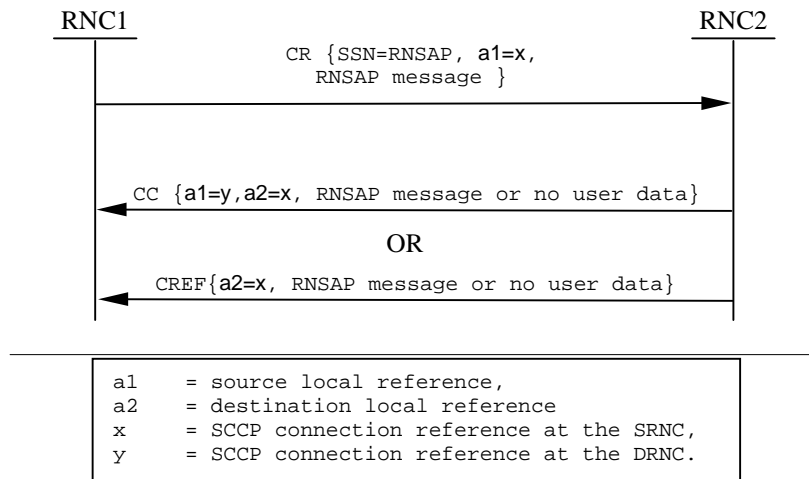 RNC1 RNC2
CR {SSN=RNSAP, a1=x,
RNSAP message }
CC {a1=y,a2=x, RNSAP message or no user data}
OR
CREF{a2=x, RNSAP message or no user data}
a1 = source local reference,
a2 = destination local reference
x = SCCP connection reference at the SRNC,
y = SCCP connection reference at the DRNC.